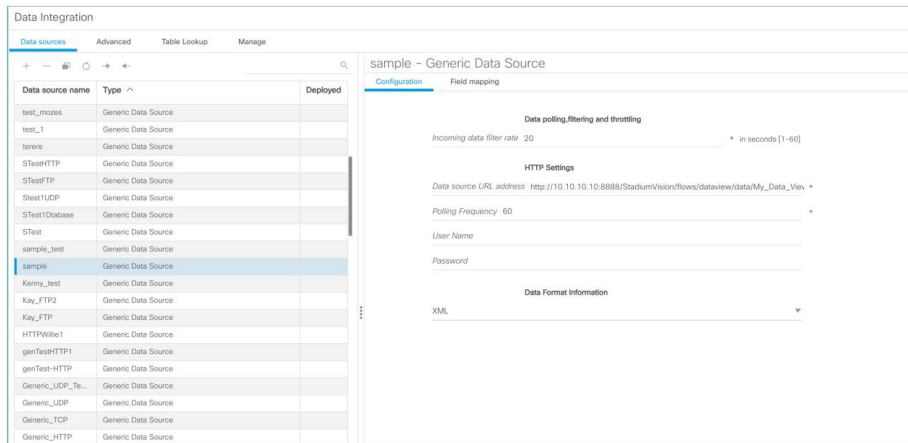 Data Integration
Data sources Advanced Table Lookup Manage
Data source name Type Deployed
test_mozes Generic Data Source
test_1 Generic Data Source
terere Generic Data Source
STestHTTP Generic Data Source
STestFTP Generic Data Source
Stest1UDP Generic Data Source
STest1Dtabase Generic Data Source
STest Generic Data Source
sample_test Generic Data Source
sample Generic Data Source
Kenny_test Generic Data Source
Kay_FTP2 Generic Data Source
Kay_FTP Generic Data Source
HTTPWillie1 Generic Data Source
genTestHTTP1 Generic Data Source
genTest-HTTP Generic Data Source
Generic_UDP_Te... Generic Data Source
Generic_UDP Generic Data Source
Generic_TCP Generic Data Source
Generic_HTTP Generic Data Source
sample - Generic Data Source
Configuration Field mapping
Data polling,filtering and throttling
Incoming data filter rate 20 * in seconds [1-60]
HTTP Settings
Data source URL address http://10.10.10.10:8888/StadiumVision/flows/dataview/data/My_Data_View *
Polling Frequency 60 *
User Name
Password
Data Format Information
XML